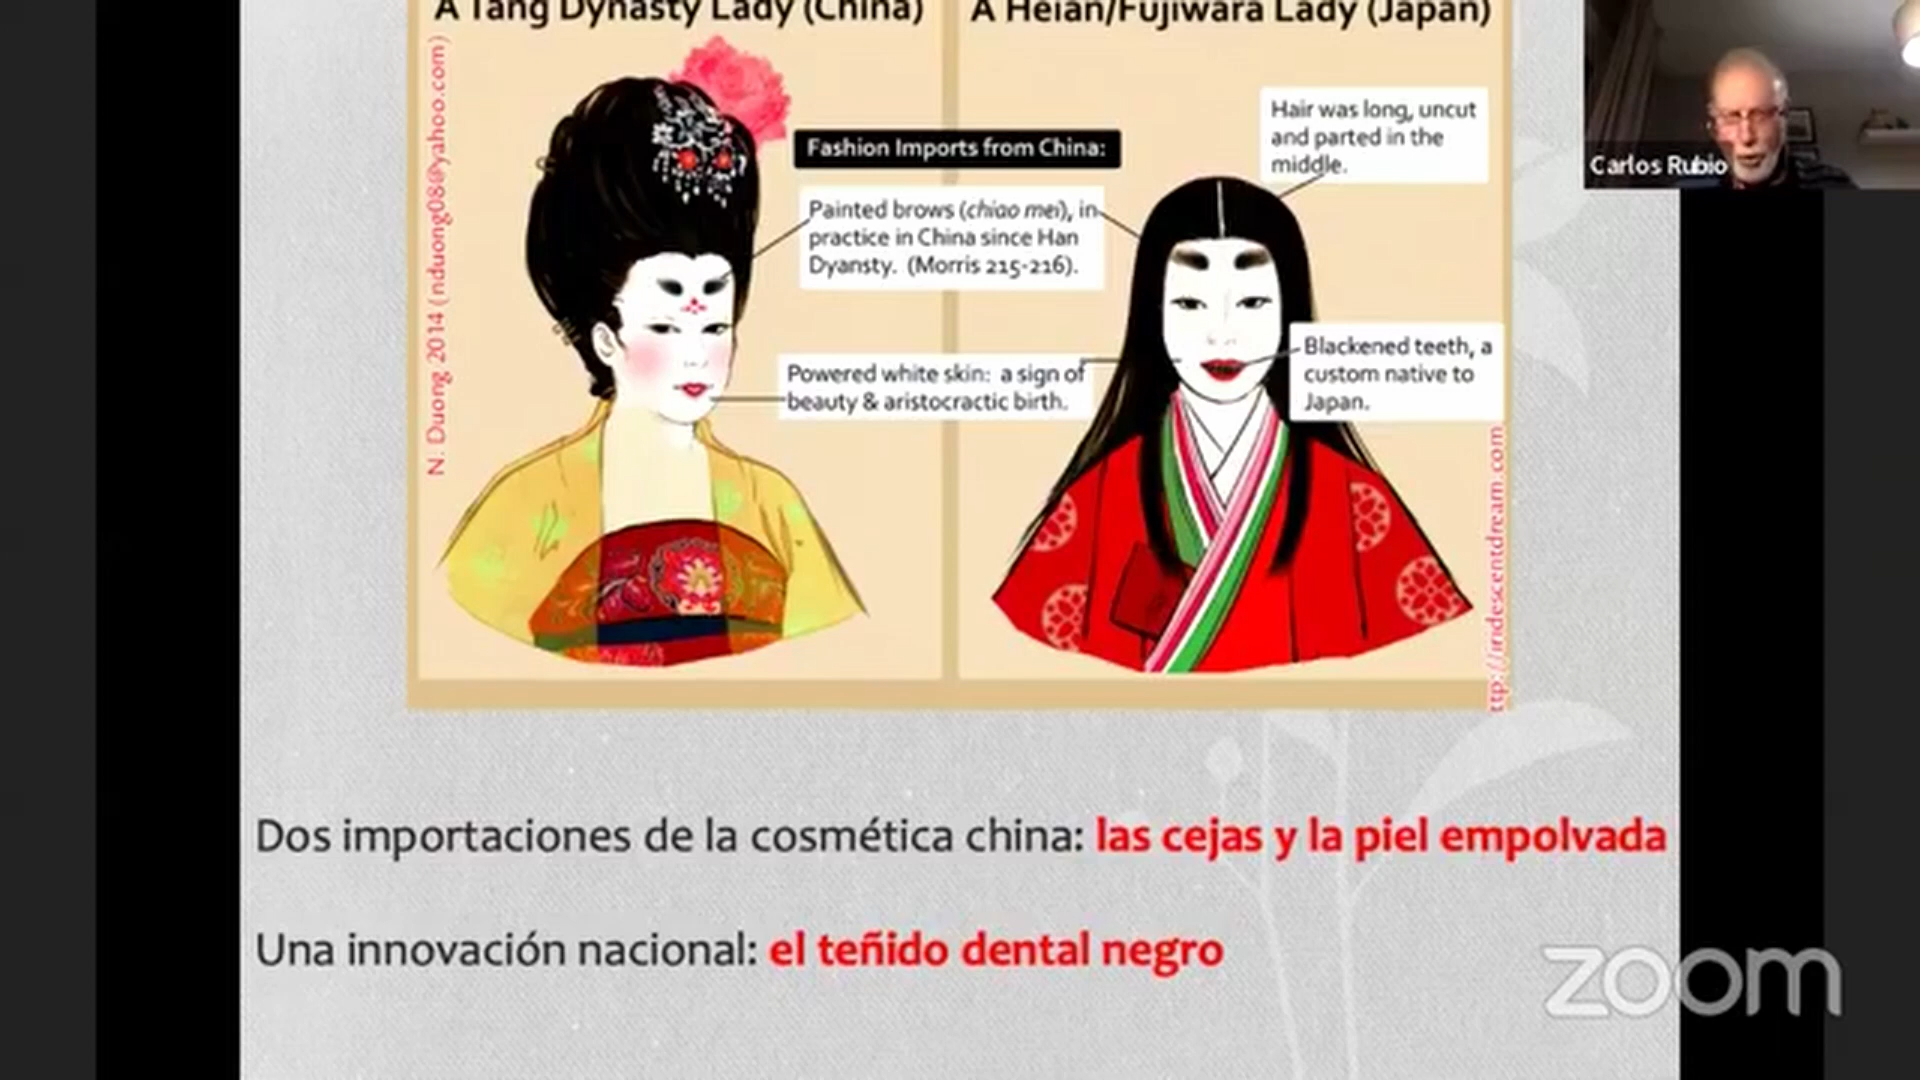 A Tang Dynasty Lady (China)
A Heian/Fujiwara Lady (Japan)
N. Duong 2014 (nduong08@yahoo.com)
Fashion Imports from China:
Hair was long, uncut
and parted in the
middle.
Carlos Rubio
Painted brows (chiao mei), in
practice in China since Han
Dyansty. (Morris 215-216).
Blackened teeth, a
custom native to
Japan.
Powered white skin: a sign of
beauty & aristocractic birth.
ttp://iridescentdream.com
Dos importaciones de la cosmética china: las cejas y la piel empolvada
Una innovación nacional: el teñido dental negro
zoom